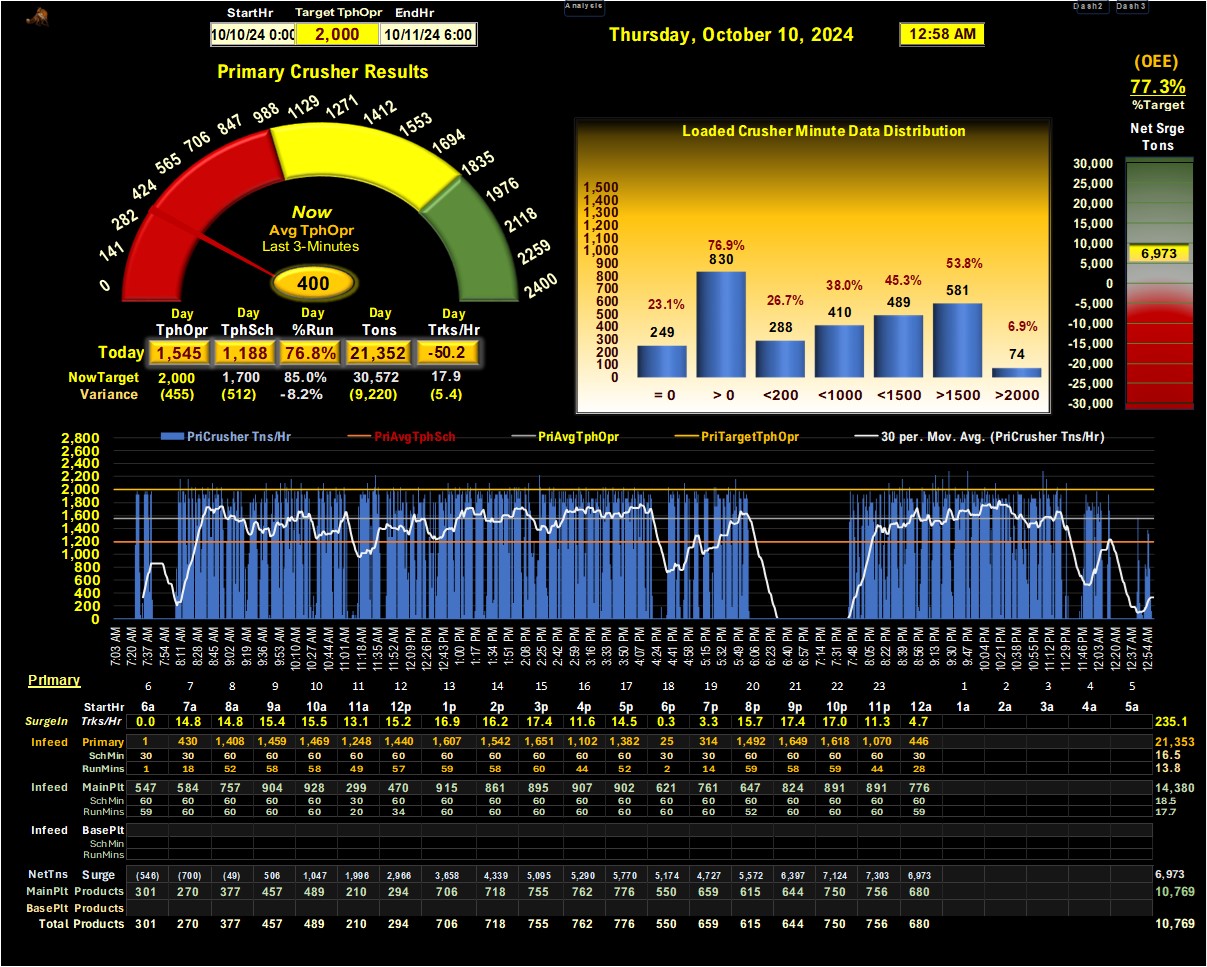 Analysis
Dash2 Dash3
StartHr Target TphOpr EndHr
10/10/24 0:00 2,000 10/11/24 6:00
Thursday, October 10, 2024
12:58 AM
(OEE)
77.3%
%Target
Primary Crusher Results
0 141 282 424 565 706 847 988 1129 1271 1412 1553 1694 1835 1976 2118 2259 2400
Now
Avg TphOpr
Last 3-Minutes
400
Day Day Day Day Day
TphOpr TphSch %Run Tons Trks/Hr
Today 1,545 1,188 76.8% 21,352 -50.2
NowTarget 2,000 1,700 85.0% 30,572 17.9
Variance (455) (512) -8.2% (9,220) (5.4)
Loaded Crusher Minute Data Distribution
1,500
1,400
1,300
1,200
1,100
1,000
900
800
700
600
500
400
300
200
100
0
23.1% 76.9% 26.7% 38.0% 45.3% 53.8% 6.9%
249 830 288 410 489 581 74
= 0 > 0 <200 <1000 <1500 >1500 >2000
Net Srge
Tons
30,000
25,000
20,000
15,000
10,000
5,000
0
-5,000
-10,000
-15,000
-20,000
-25,000
-30,000
6,973
PriCrusher Tns/Hr PriAvgTphSch PriAvgTphOpr PriTargetTphOpr 30 per. Mov. Avg. (PriCrusher Tns/Hr)
2,800
2,600
2,400
2,200
2,000
1,800
1,600
1,400
1,200
1,000
800
600
400
200
0
7:03 AM 7:20 AM 7:37 AM 7:54 AM 8:11 AM 8:28 AM 8:45 AM 9:02 AM 9:19 AM 9:36 AM 9:53 AM 10:10 AM 10:27 AM 10:44 AM 11:01 AM 11:18 AM 11:35 AM 11:52 AM 12:09 PM 12:26 PM 12:43 PM 1:00 PM 1:17 PM 1:34 PM 1:51 PM 2:08 PM 2:25 PM 2:42 PM 2:59 PM 3:16 PM 3:33 PM 3:50 PM 4:07 PM 4:24 PM 4:41 PM 4:58 PM 5:15 PM 5:32 PM 5:49 PM 6:06 PM 6:23 PM 6:40 PM 6:57 PM 7:14 PM 7:31 PM 7:48 PM 8:05 PM 8:22 PM 8:39 PM 8:56 PM 9:13 PM 9:30 PM 9:47 PM 10:04 PM 10:21 PM 10:38 PM 10:55 PM 11:12 PM 11:29 PM 11:46 PM 12:03 AM 12:20 AM 12:37 AM 12:54 AM
Primary
6 7 8 9 10 11 12 13 14 15 16 17 18 19 20 21 22 23 1 2 3 4 5
StartHr 6a 7a 8a 9a 10a 11a 12p 1p 2p 3p 4p 5p 6p 7p 8p 9p 10p 11p 12a 1a 2a 3a 4a 5a
SurgeIn Trks/Hr 0.0 14.8 14.8 15.4 15.5 13.1 15.2 16.9 16.2 17.4 11.6 14.5 0.3 3.3 15.7 17.4 17.0 11.3 4.7 235.1
Infeed Primary 1 430 1,408 1,459 1,469 1,248 1,440 1,607 1,542 1,651 1,102 1,382 25 314 1,492 1,649 1,618 1,070 446 21,353
SchMin 30 30 60 60 60 60 60 60 60 60 60 60 30 30 60 60 60 60 30 16.5
RunMins 1 18 52 58 58 49 57 59 58 60 44 52 2 14 59 58 59 44 28 13.8
Infeed MainPlt 547 584 757 904 928 299 470 915 861 895 907 902 621 761 647 824 891 891 776 14,380
SchMin 60 60 60 60 60 30 60 60 60 60 60 60 60 60 60 60 60 60 60 18.5
RunMins 59 60 60 60 60 20 34 60 60 60 60 60 60 60 52 60 60 60 59 17.7
Infeed BasePlt
SchMin
RunMins
NetTns Surge (546) (700) (49) 506 1,047 1,996 2,966 3,658 4,339 5,095 5,290 5,770 5,174 4,727 5,572 6,397 7,124 7,303 6,973 6,973
MainPlt Products 301 270 377 457 489 210 294 706 718 755 762 776 550 659 615 644 750 756 680 10,769
BasePlt Products
Total Products 301 270 377 457 489 210 294 706 718 755 762 776 550 659 615 644 750 756 680 10,769